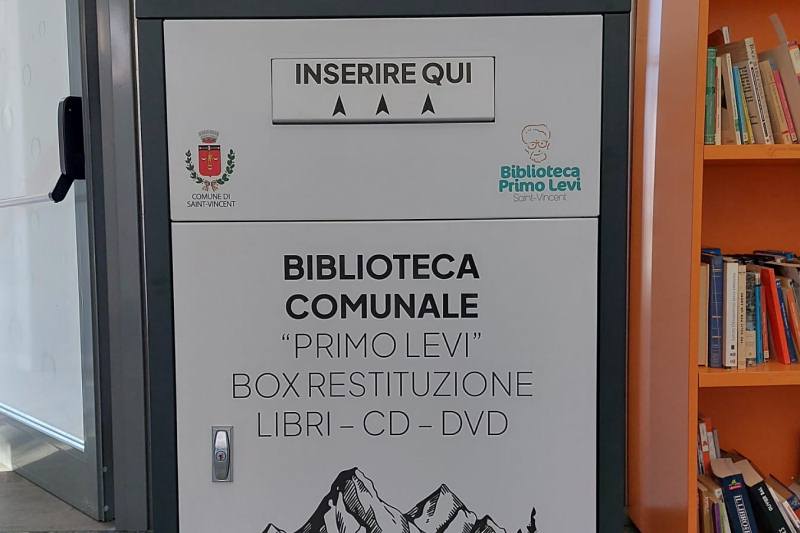 INSERIRE QUI
COMUNE DI
SAINT-VINCENT
Biblioteca
Primo Levi
Saint-Vincent
BIBLIOTECA
COMUNALE
“PRIMO LEVI”
BOX RESTITUZIONE
LIBRI – CD – DVD